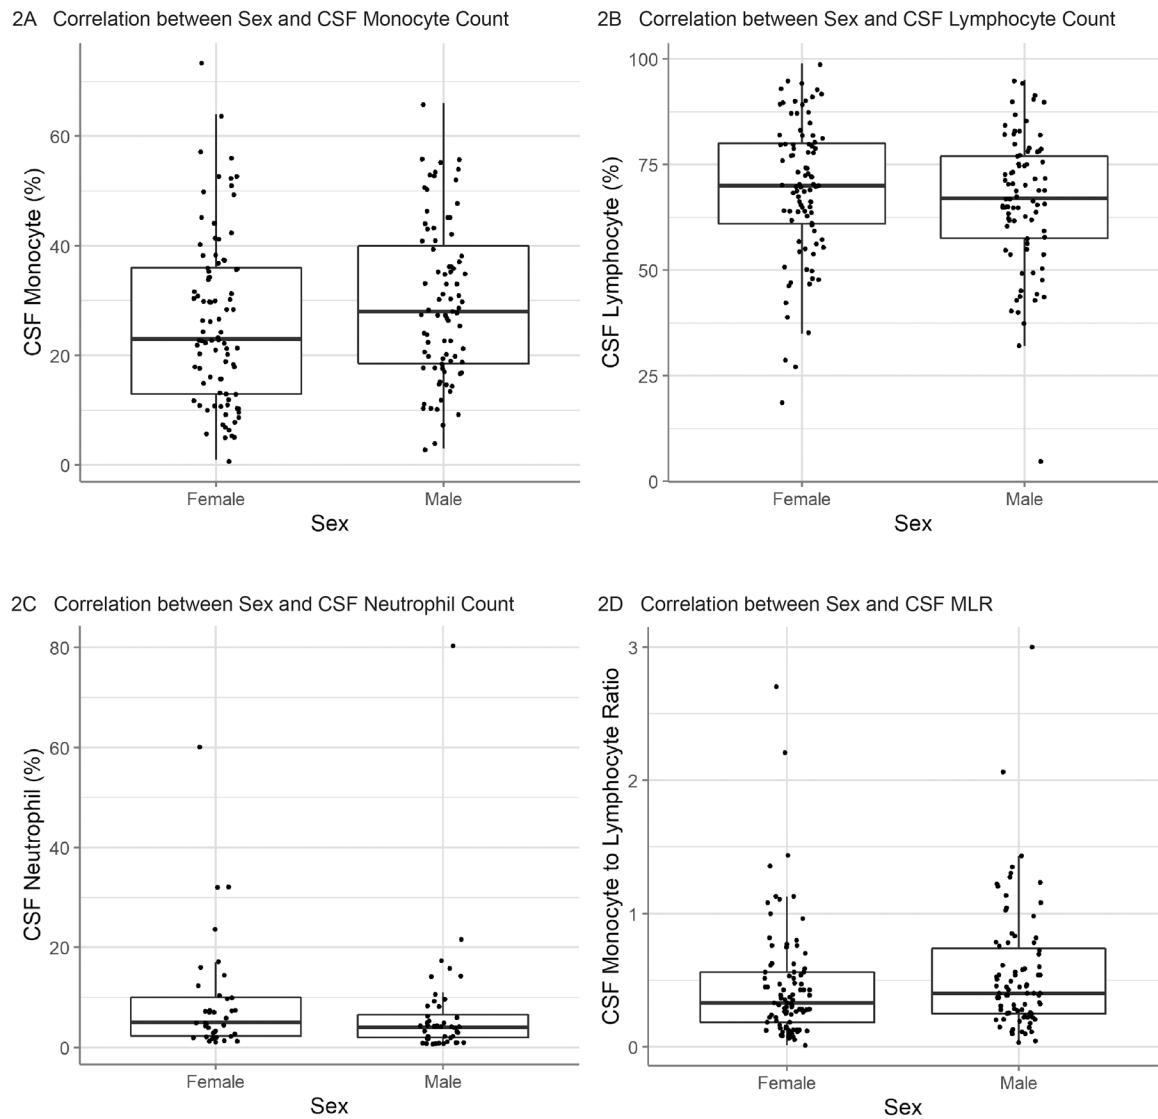 2A Correlation between Sex and CSF Monocyte Count
CSF Monocyte (%)
60
40
20
0
Female Male
Sex
2B Correlation between Sex and CSF Lymphocyte Count
CSF Lymphocyte (%)
100
75
50
25
0
Female Male
Sex
2C Correlation between Sex and CSF Neutrophil Count
CSF Neutrophil (%)
80
60
40
20
0
Female Male
Sex
2D Correlation between Sex and CSF MLR
CSF Monocyte to Lymphocyte Ratio
3
2
1
0
Female Male
Sex